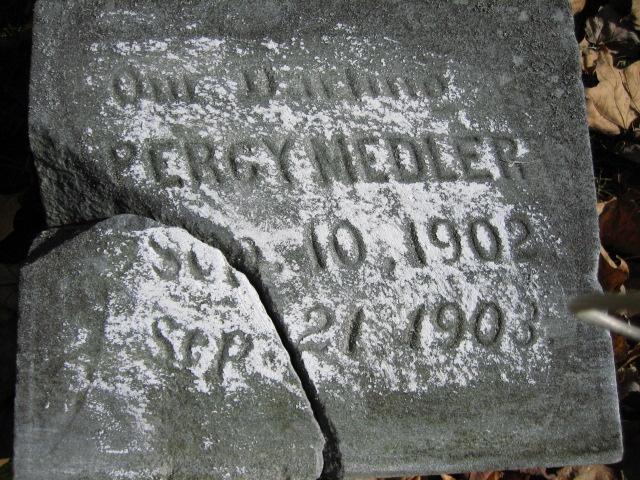 Our Darling
PERCY MEDLER
Sep. 10, 1902
Sep. 21 1903.